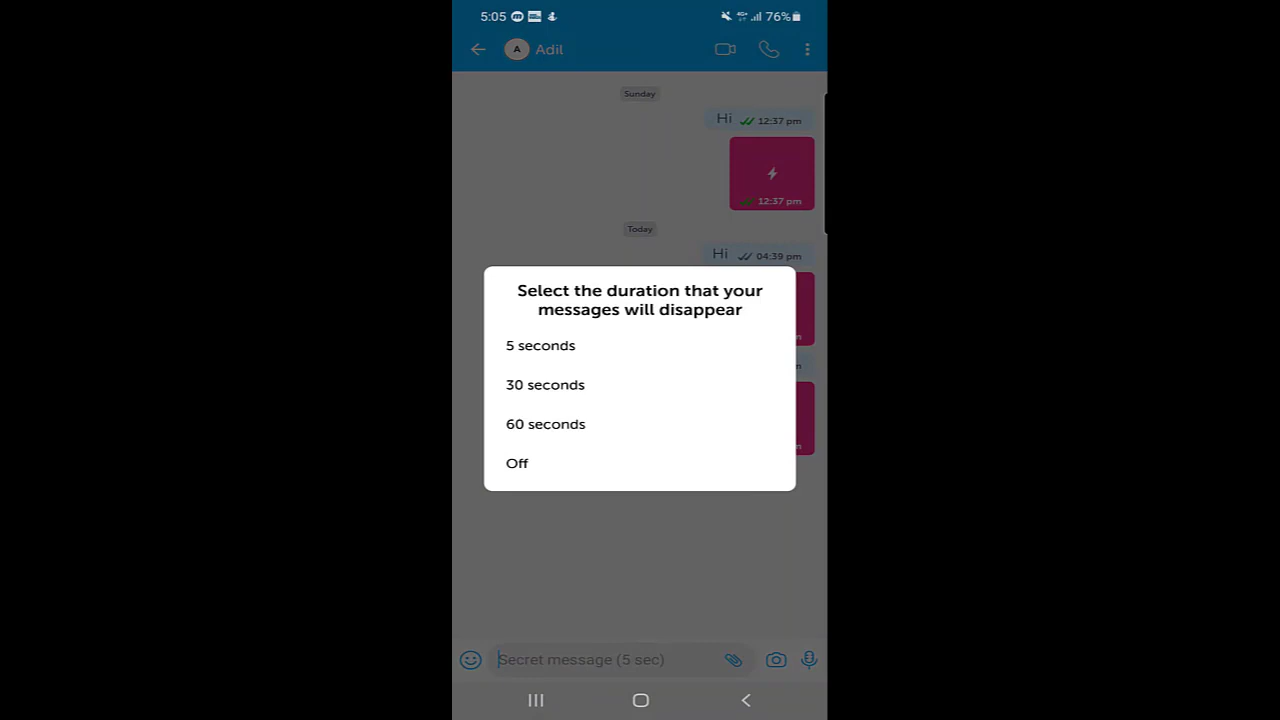 5:05
4G+ 76%
A Adil
Sunday
Hi 12:37 pm
12:37 pm
Today
Hi 04:39 pm
Select the duration that your
messages will disappear
5 seconds
30 seconds
60 seconds
Off
Secret message (5 sec)